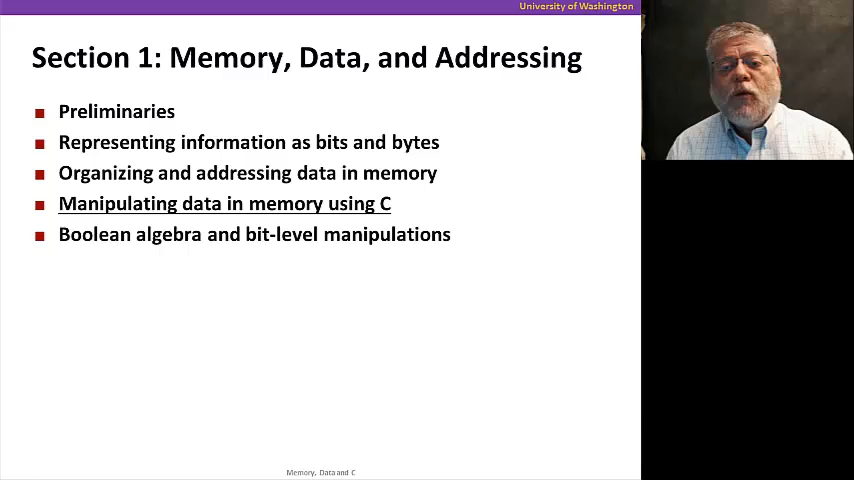 University of Washington
Section 1: Memory, Data, and Addressing
Preliminaries
Representing information as bits and bytes
Organizing and addressing data in memory
Manipulating data in memory using C
Boolean algebra and bit-level manipulations
Memory, Data and C